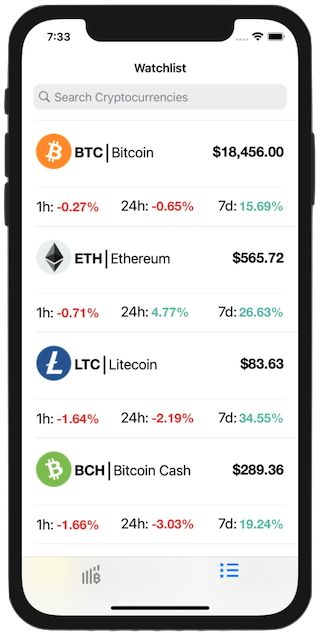 7:33
Watchlist
Search Cryptocurrencies
BTC | Bitcoin $18,456.00
1h: -0.27% 24h: -0.65% 7d: 15.69%
ETH | Ethereum $565.72
1h: -0.71% 24h: 4.77% 7d: 26.63%
LTC | Litecoin $83.63
1h: -1.64% 24h: -2.19% 7d: 34.55%
BCH | Bitcoin Cash $289.36
1h: -1.66% 24h: -3.03% 7d: 19.24%